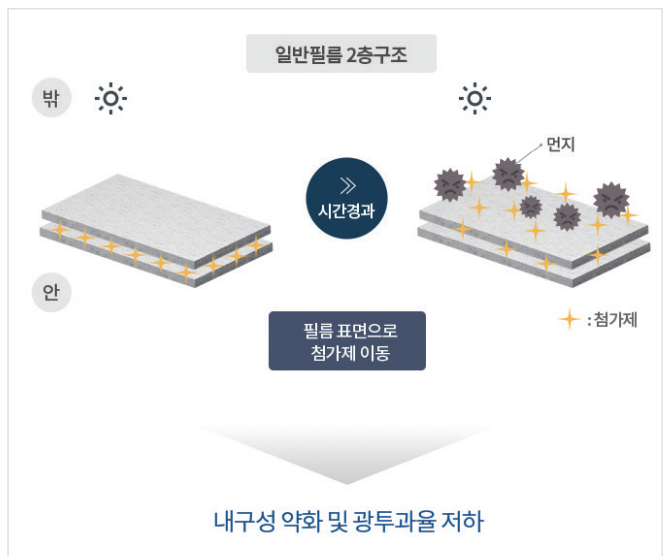 일반필름 2층구조
밖
먼지
시간경과
안
: 첨가제
필름 표면으로
첨가제 이동
내구성 약화 및 광투과율 저하